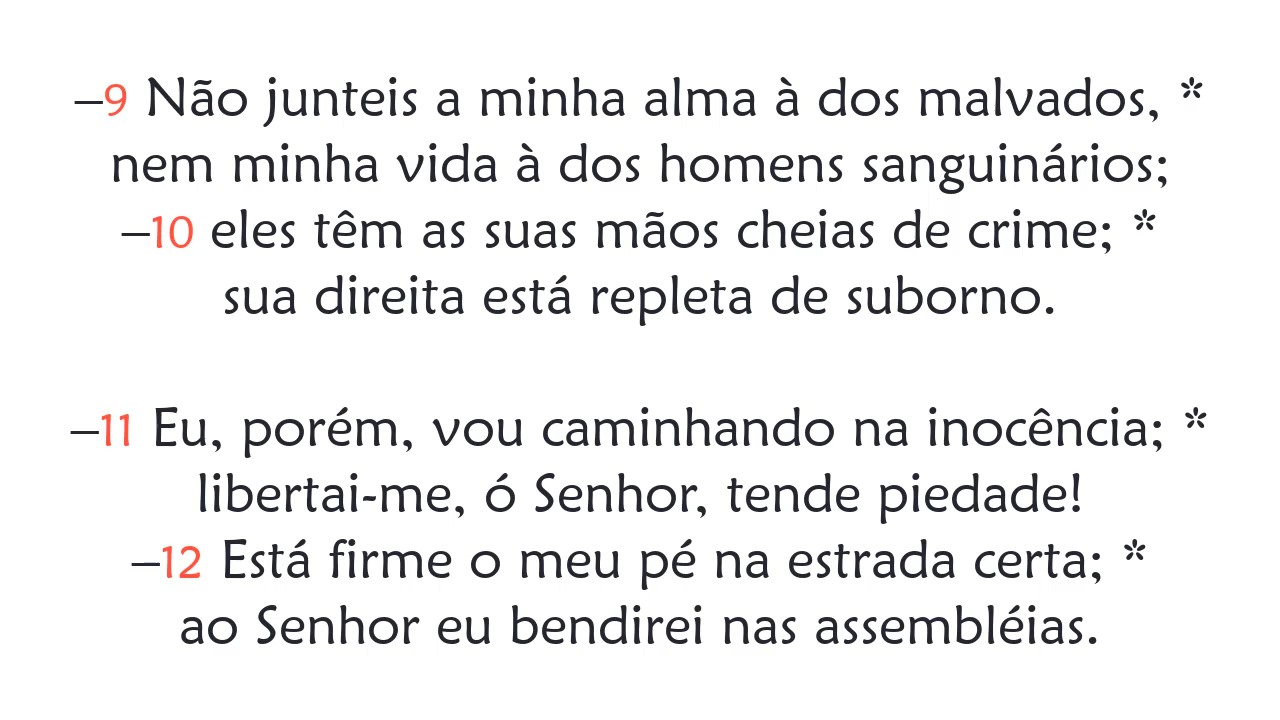 –9 Não junteis a minha alma à dos malvados, *
nem minha vida à dos homens sanguinários;
–10 eles têm as suas mãos cheias de crime; *
sua direita está repleta de suborno.
–11 Eu, porém, vou caminhando na inocência; *
libertai-me, ó Senhor, tende piedade!
–12 Está firme o meu pé na estrada certa; *
ao Senhor eu bendirei nas assembléias.